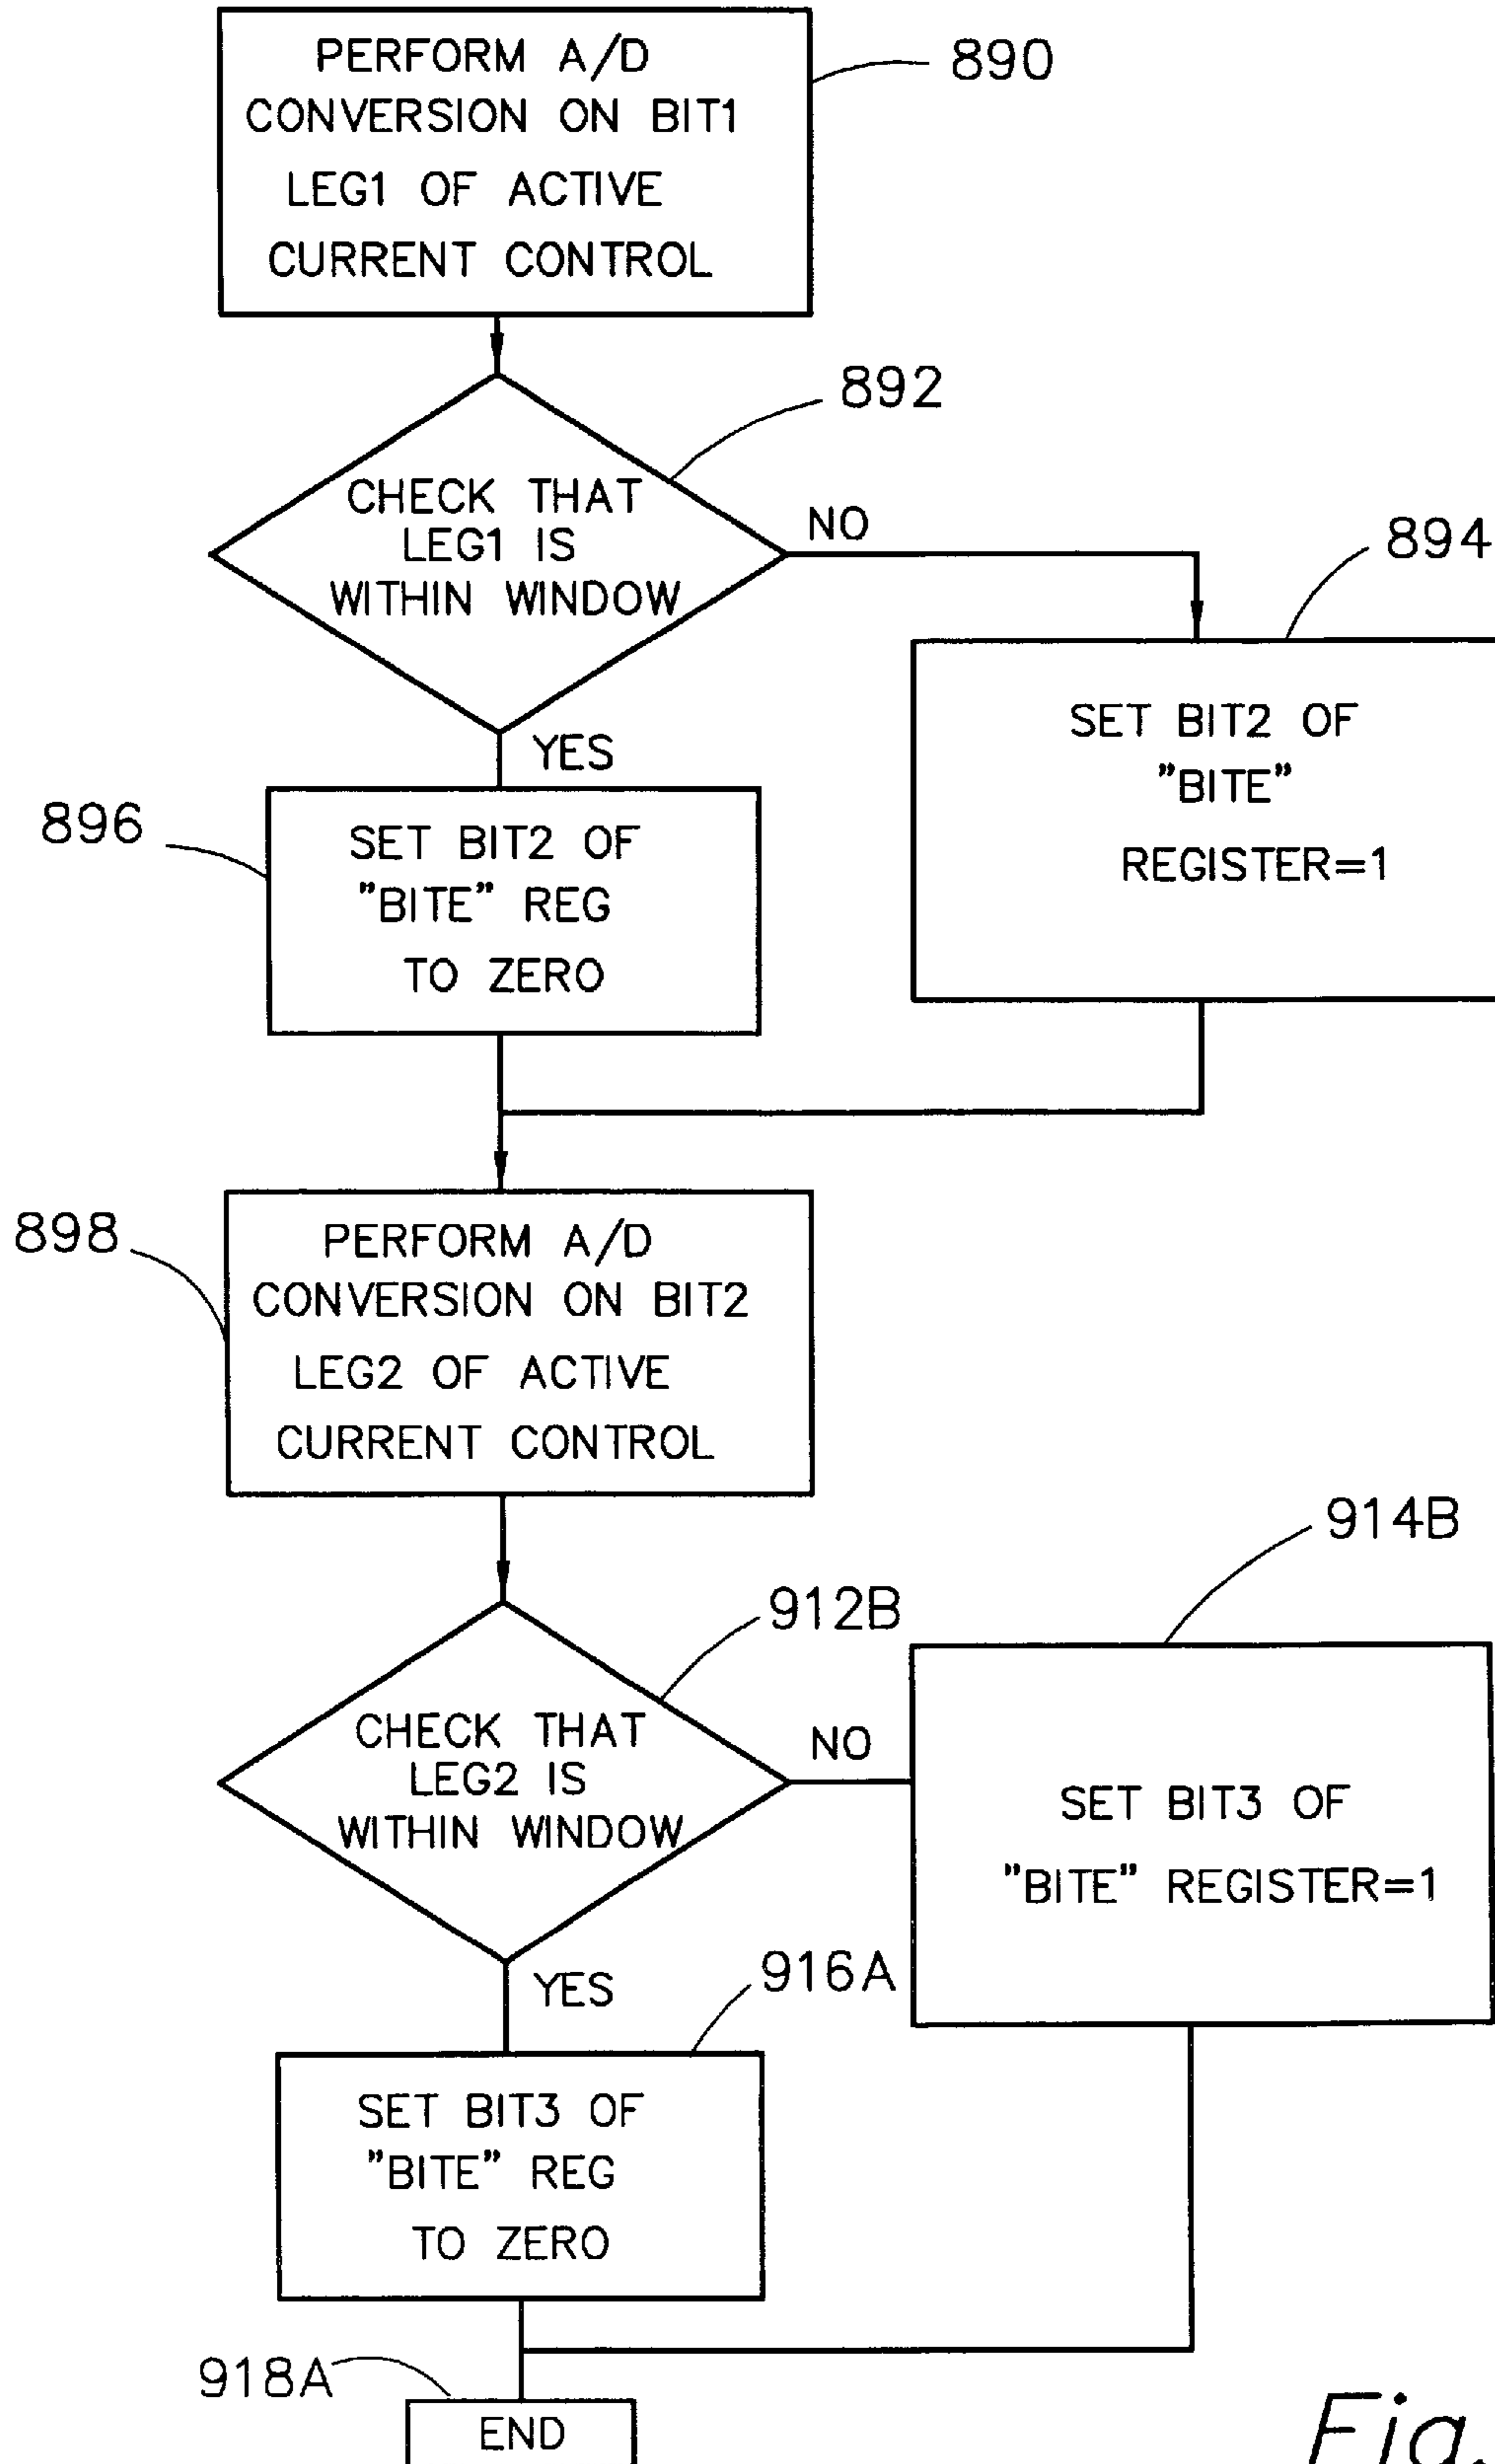 PERFORM A/D
CONVERSION ON BIT1
LEG1 OF ACTIVE
CURRENT CONTROL
890
892
CHECK THAT
LEG1 IS
WITHIN WINDOW
NO
894
SET BIT2 OF
"BITE"
REGISTER=1
YES
896
SET BIT2 OF
"BITE" REG
TO ZERO
898
PERFORM A/D
CONVERSION ON BIT2
LEG2 OF ACTIVE
CURRENT CONTROL
914B
912B
CHECK THAT
LEG2 IS
WITHIN WINDOW
NO
SET BIT3 OF
"BITE" REGISTER=1
YES
916A
SET BIT3 OF
"BITE" REG
TO ZERO
918A
END
Fig.